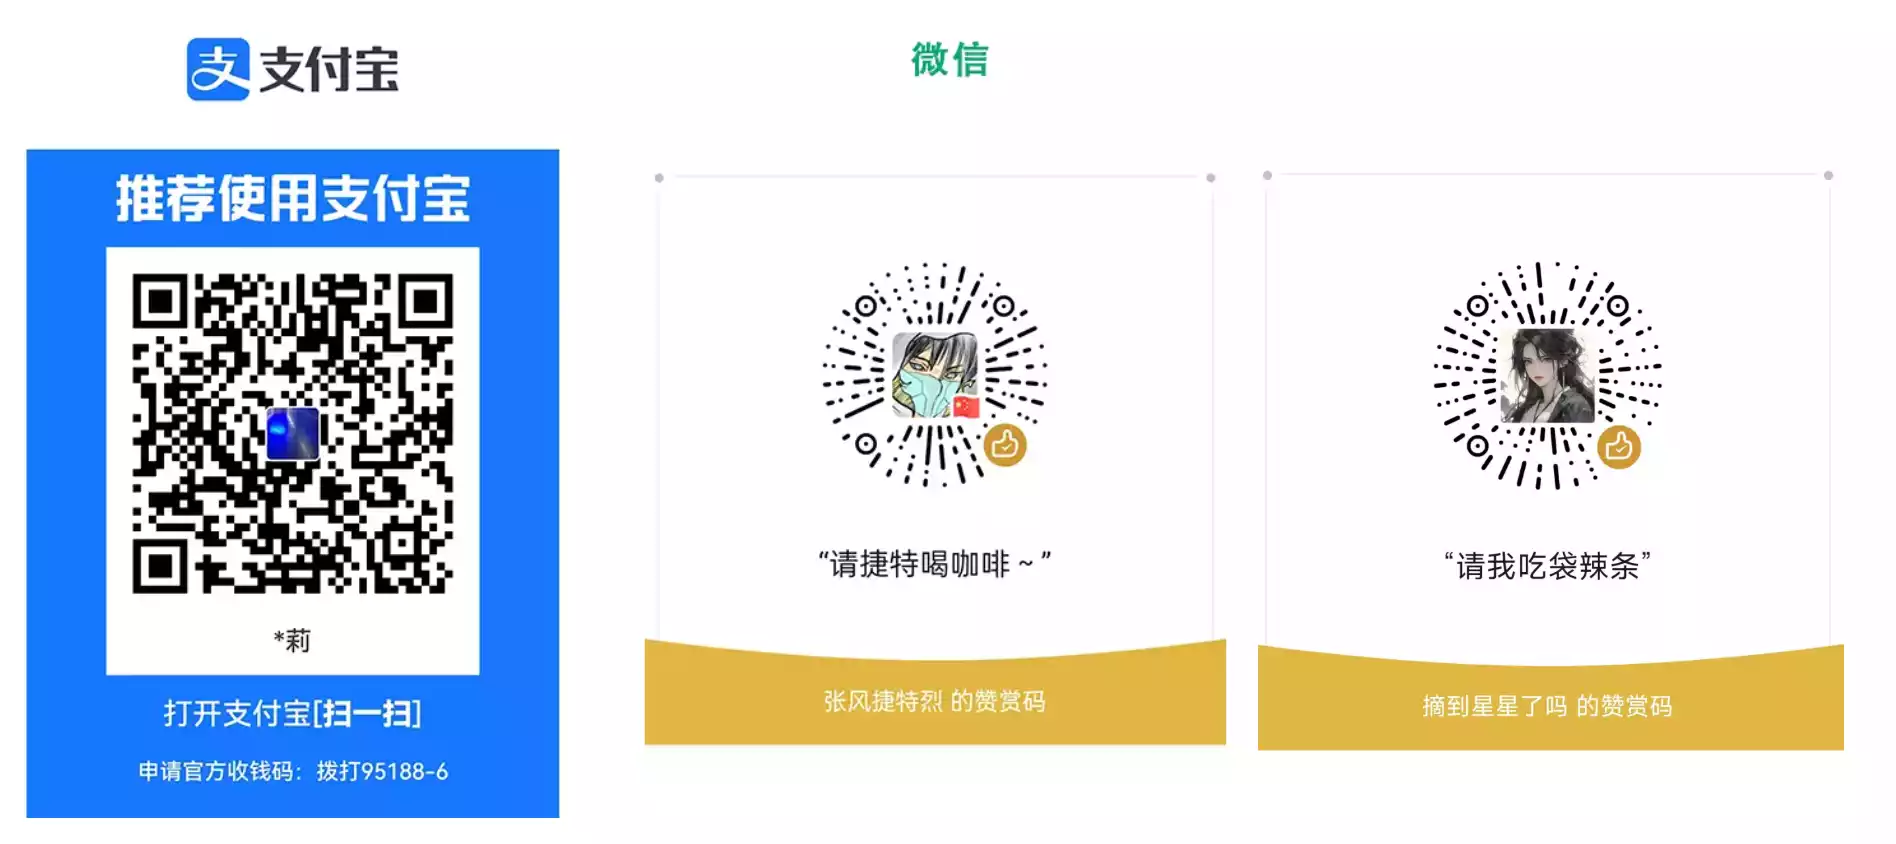 支付宝
推荐使用支付宝
*莉
打开支付宝[扫一扫]
申请官方收钱码：拨打95188-6
微信
“请捷特喝咖啡～”
张风捷特烈 的赞赏码
“请我吃袋辣条”
摘到星星了吗 的赞赏码